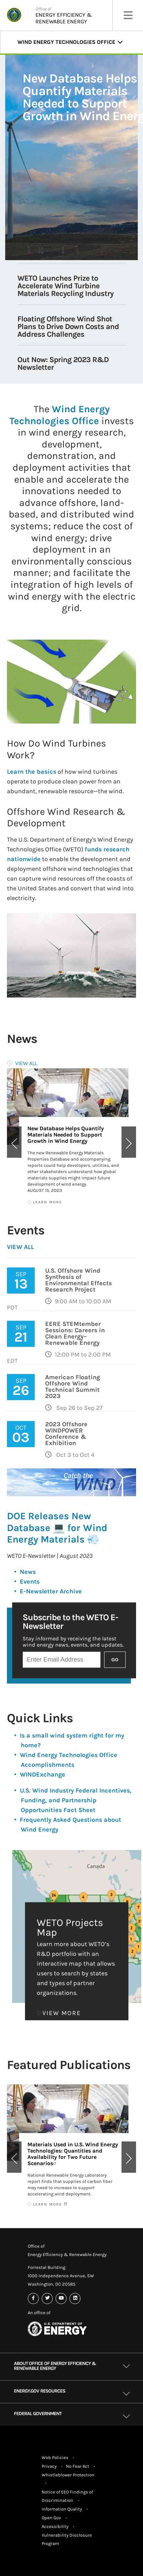 Office of
ENERGY EFFICIENCY &
RENEWABLE ENERGY
WIND ENERGY TECHNOLOGIES OFFICE
New Database Helps
Quantify Materials
Needed to Support
Growth in Wind Ener
WETO Launches Prize to
Accelerate Wind Turbine
Materials Recycling Industry
Floating Offshore Wind Shot
Plans to Drive Down Costs and
Address Challenges
Out Now: Spring 2023 R&D
Newsletter
The Wind Energy
Technologies Office invests
in wind energy research,
development,
demonstration, and
deployment activities that
enable and accelerate the
innovations needed to
advance offshore, land-
based, and distributed wind
systems; reduce the cost of
wind energy; drive
deployment in an
environmentally conscious
manner; and facilitate the
integration of high levels of
wind energy with the electric
grid.
How Do Wind Turbines
Work?
Learn the basics of how wind turbines
operate to produce clean power from an
abundant, renewable resource—the wind.
Offshore Wind Research &
Development
The U.S. Department of Energy's Wind Energy
Technologies Office (WETO) funds research
nationwide to enable the development and
deployment offshore wind technologies that
can capture wind resources off the coasts of
the United States and convert that wind into
electricity.
News
VIEW ALL
New Database Helps Quantify
Materials Needed to Support
Growth in Wind Energy
The new Renewable Energy Materials
Properties Database and accompanying
reports could help developers, utilities, and
other stakeholders understand how
materials supplies might impact future
development of wind energy.
AUGUST 15, 2023
LEARN MORE
Events
VIEW ALL
SEP
13
U.S. Offshore Wind
Synthesis of
Environmental Effects
Research Project
9:00 AM to 10:00 AM
PDT
SEP
21
EERE STEMtember
Sessions: Careers in
Clean Energy–
Renewable Energy
12:00 PM to 2:00 PM
EDT
SEP
26
American Floating
Offshore Wind
Technical Summit
2023
Sep 26 to Sep 27
OCT
03
2023 Offshore
WINDPOWER
Conference &
Exhibition
Oct 3 to Oct 4
Catch the
WIND
DOE Releases New
Database 💻 for Wind
Energy Materials 💨
WETO E-Newsletter | August 2023
• News
• Events
• E-Newsletter Archive
Subscribe to the WETO E-
Newsletter
Stay informed by receiving the latest
wind energy news, events, and updates.
Enter Email Address
GO
Quick Links
• Is a small wind system right for my
home?
• Wind Energy Technologies Office
Accomplishments
• WINDExchange
• U.S. Wind Industry Federal Incentives,
Funding, and Partnership
Opportunities Fact Sheet
• Frequently Asked Questions about
Wind Energy
Canada
WETO Projects
Map
Learn more about WETO's
R&D portfolio with an
interactive map that allows
users to search by states
and types of partner
organizations.
VIEW MORE
Featured Publications
Materials Used in U.S. Wind Energy
Technologies: Quantities and
Availability for Two Future
Scenarios
National Renewable Energy Laboratory
report finds that supplies of carbon fiber
may need to increase to support
accelerating wind deployment.
LEARN MORE
Office of
Energy Efficiency & Renewable Energy
Forrestal Building
1000 Independence Avenue, SW
Washington, DC 20585
An office of
U.S. DEPARTMENT OF
ENERGY
ABOUT OFFICE OF ENERGY EFFICIENCY &
RENEWABLE ENERGY
ENERGY.GOV RESOURCES
FEDERAL GOVERNMENT
Web Policies •
Privacy • No Fear Act •
Whistleblower Protection
•
Notice of EEO Findings of
Discrimination •
Information Quality •
Open Gov •
Accessibility •
Vulnerability Disclosure
Program